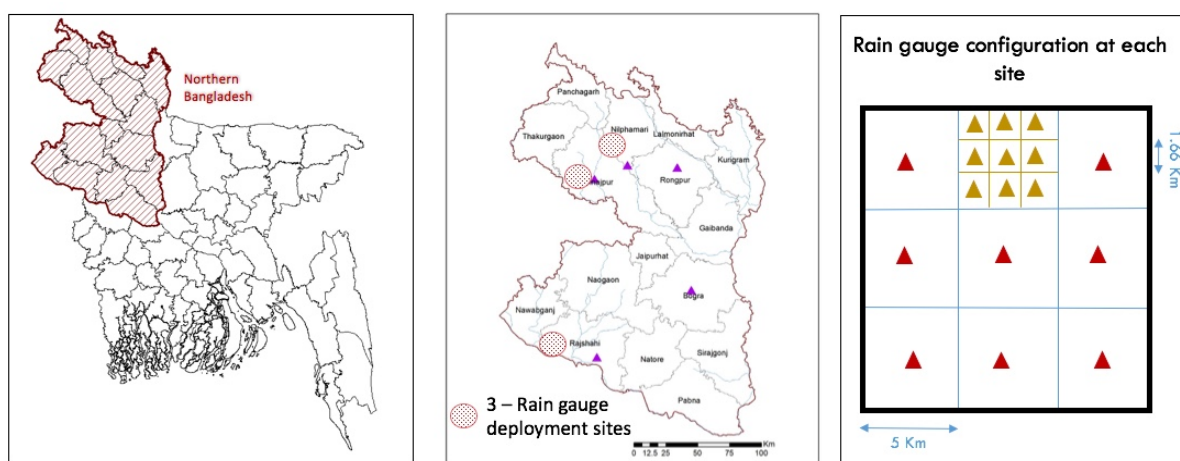 Northern
Bangladesh
Panchagarh
Thakurgaon
Nilphamari
Lalmonirhat
Kurigram
Rongpur
Gaibanda
Jaipurhat
Naogaon
Bogra
Nawabganj
Rajshahi
Natore
Sirajgonj
Pabna
3 – Rain gauge
deployment sites
Km
0 12.5 25 50 75 100
Rain gauge configuration at each
site
1.66 Km
5 Km